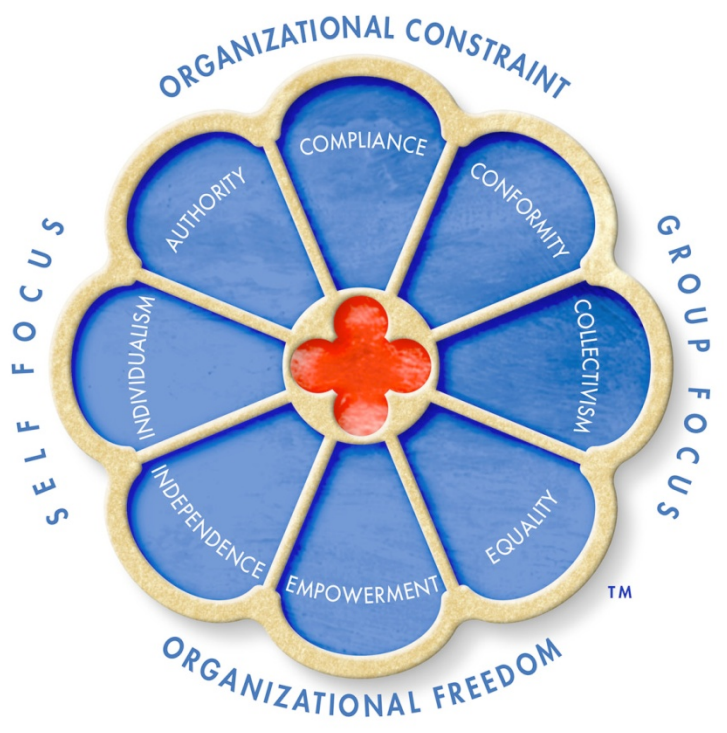 ORGANIZATIONAL CONSTRAINT
COMPLIANCE
AUTHORITY
CONFORMITY
SELF FOCUS
GROUP FOCUS
INDIVIDUALISM
COLLECTIVISM
INDEPENDENCE
EQUALITY
EMPOWERMENT
TM
ORGANIZATIONAL FREEDOM